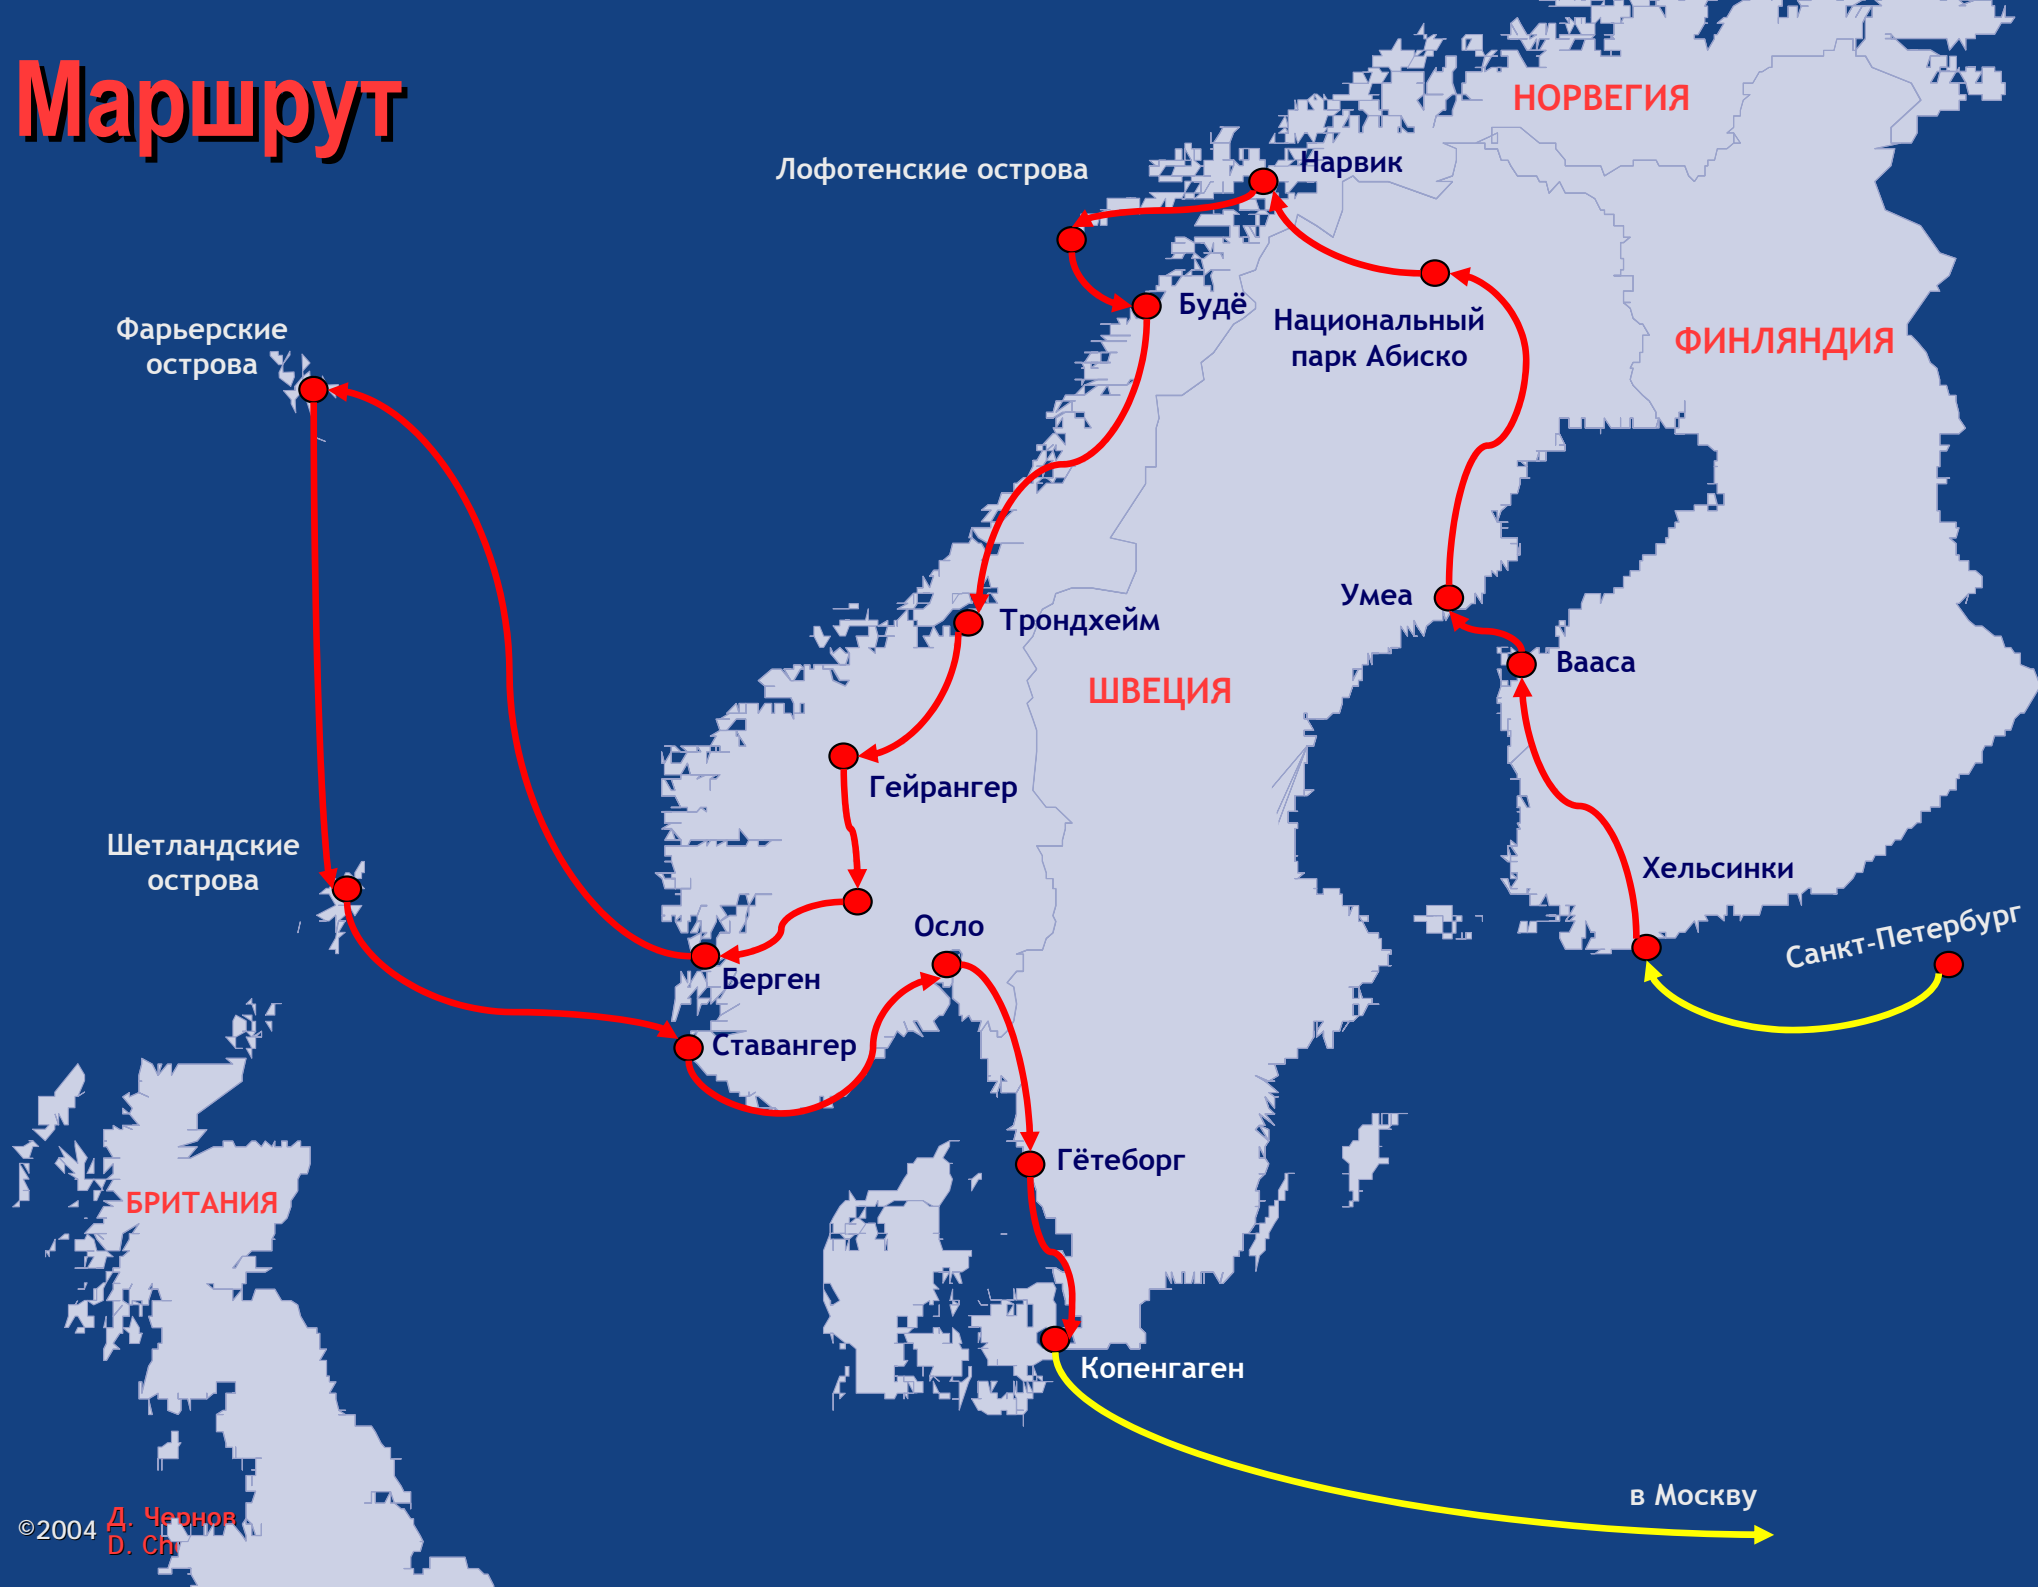 Маршрут
НОРВЕГИЯ
Лофотенские острова
Нарвик
Будё
Национальный
парк Абиско
ФИНЛЯНДИЯ
Фарьерские
острова
Умеа
Трондхейм
Вааса
ШВЕЦИЯ
Гейрангер
Шетландские
острова
Хельсинки
Осло
Санкт-Петербург
Берген
Ставангер
Гётеборг
БРИТАНИЯ
Копенгаген
в Москву
©2004 Д. Чернов
D.